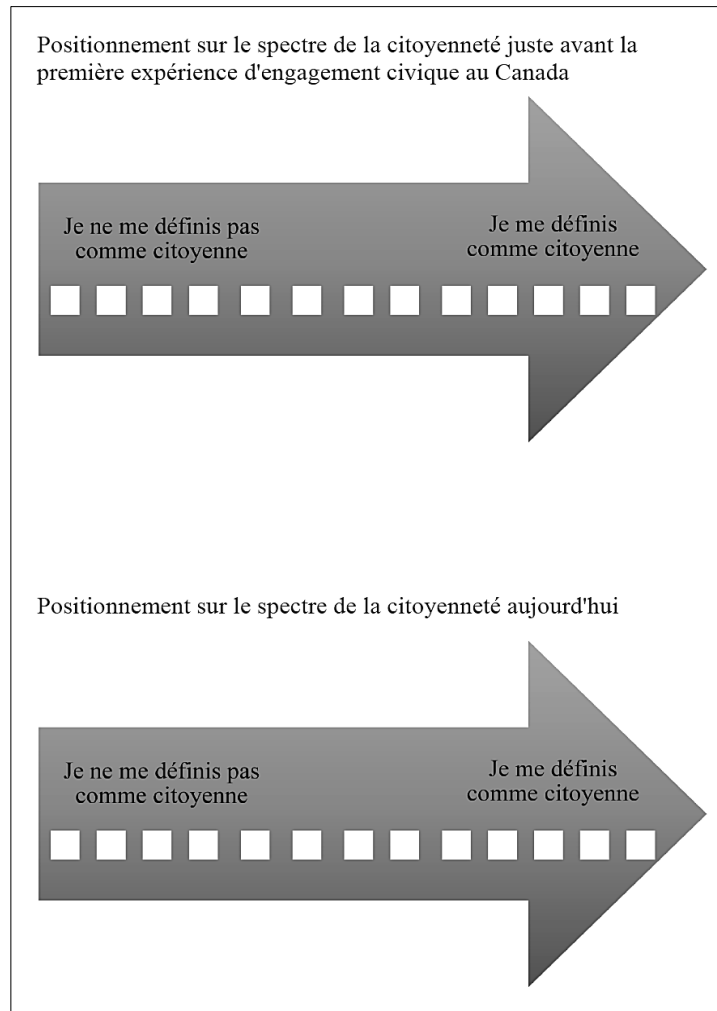 Positionnement sur le spectre de la citoyenneté juste avant la
première expérience d'engagement civique au Canada
Je ne me définis pas
comme citoyenne
Je me définis
comme citoyenne
Positionnement sur le spectre de la citoyenneté aujourd'hui
Je ne me définis pas
comme citoyenne
Je me définis
comme citoyenne